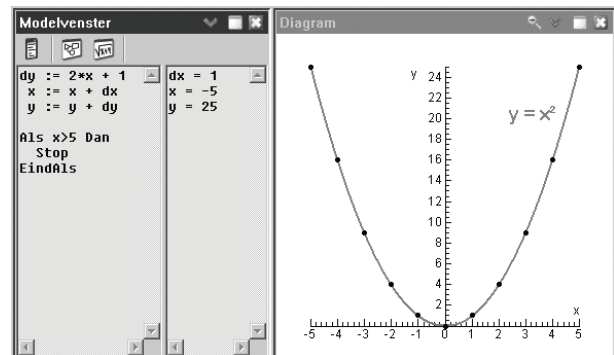 Modelvenster
dy := 2*x + 1
x := x + dx
y := y + dy
Als x>5 Dan
Stop
EindAls
dx = 1
x = -5
y = 25
Diagram
y
24
22
20
18
16
14
12
10
8
6
4
2
y = x²
x
-5 -4 -3 -2 -1 0 1 2 3 4 5